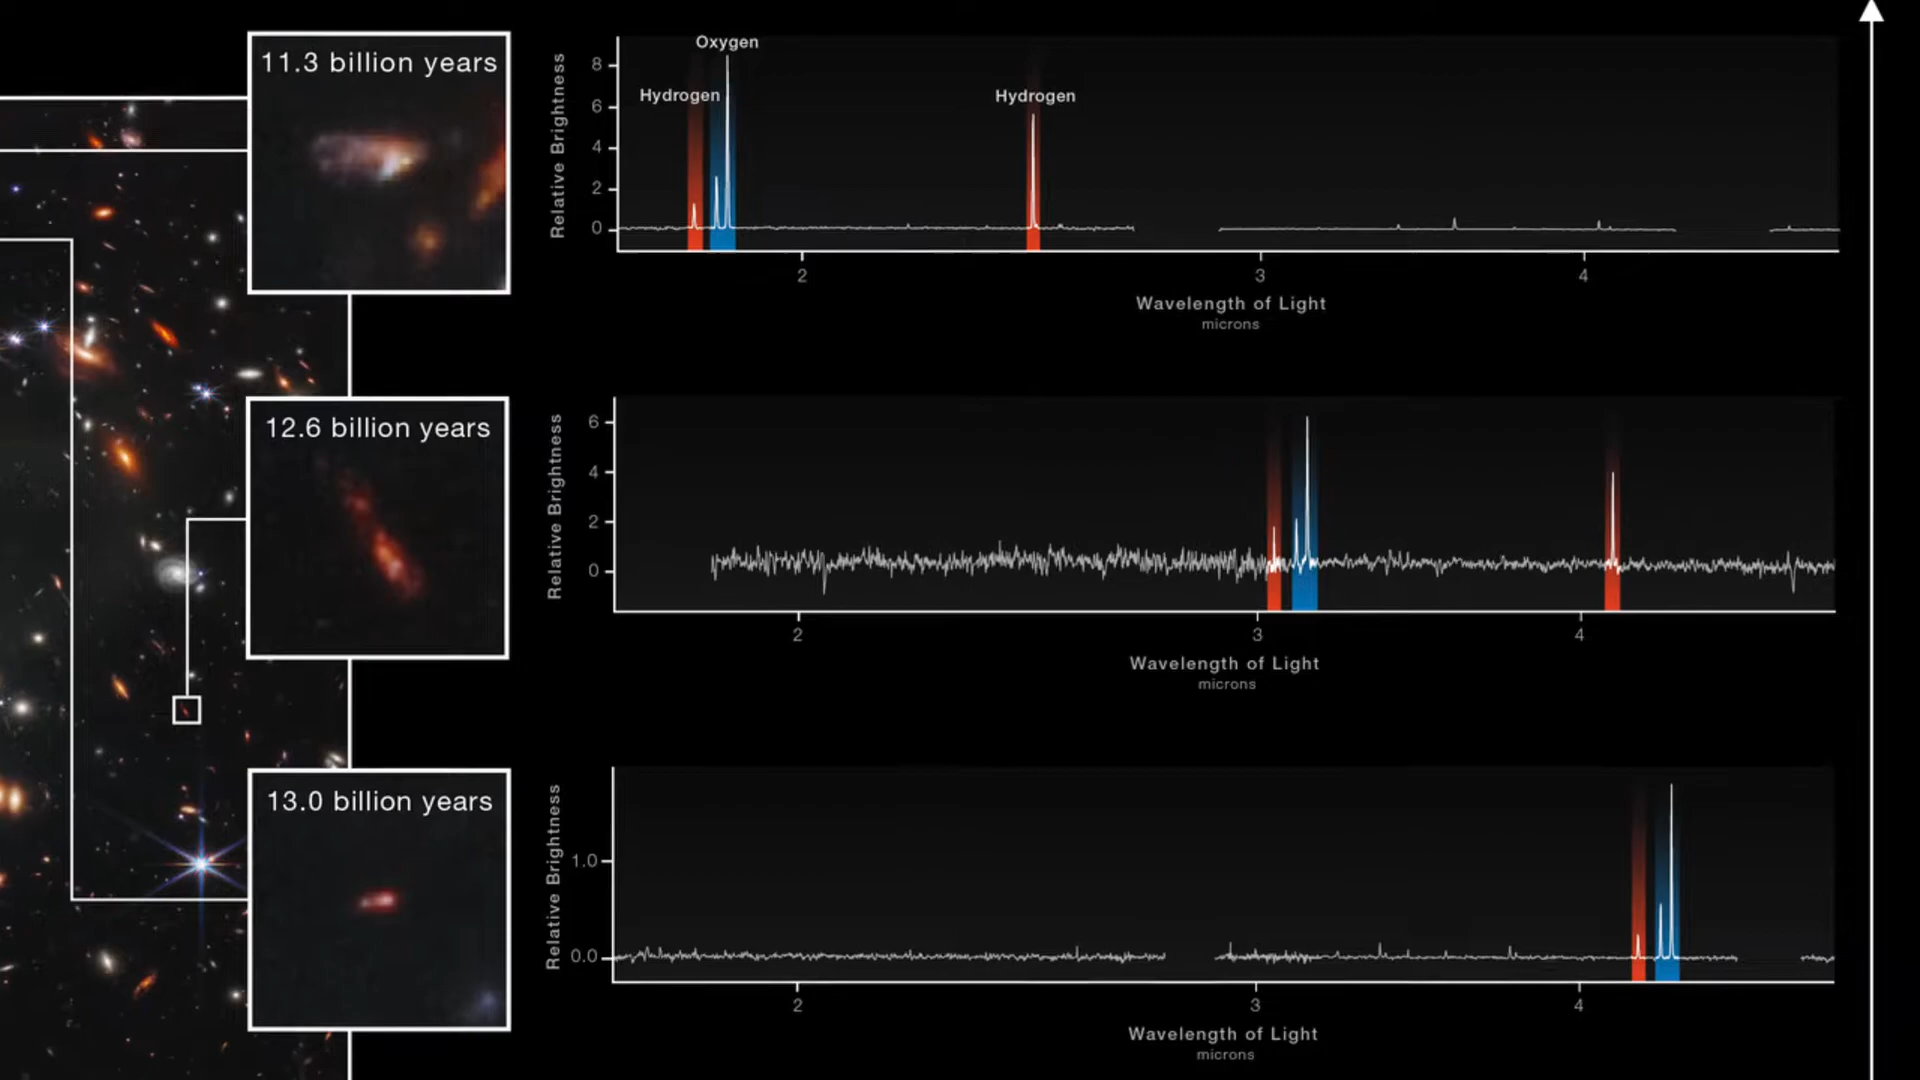 11.3 billion years
Oxygen
Hydrogen
Hydrogen
Relative Brightness
8
6
4
2
0
2
3
4
Wavelength of Light
microns
12.6 billion years
Relative Brightness
6
4
2
0
2
3
4
Wavelength of Light
microns
13.0 billion years
Relative Brightness
1.0
0.0
2
3
4
Wavelength of Light
microns